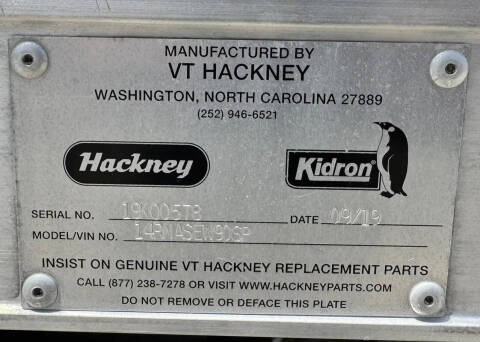 MANUFACTURED BY
VT HACKNEY
WASHINGTON, NORTH CAROLINA 27889
(252) 946-6521
Hackney
Kidron
SERIAL NO. DATE 09/19
MODEL/VIN NO.
INSIST ON GENUINE VT HACKNEY REPLACEMENT PARTS
CALL (877) 238-7278 OR VISIT WWW.HACKNEYPARTS.COM
DO NOT REMOVE OR DEFACE THIS PLATE